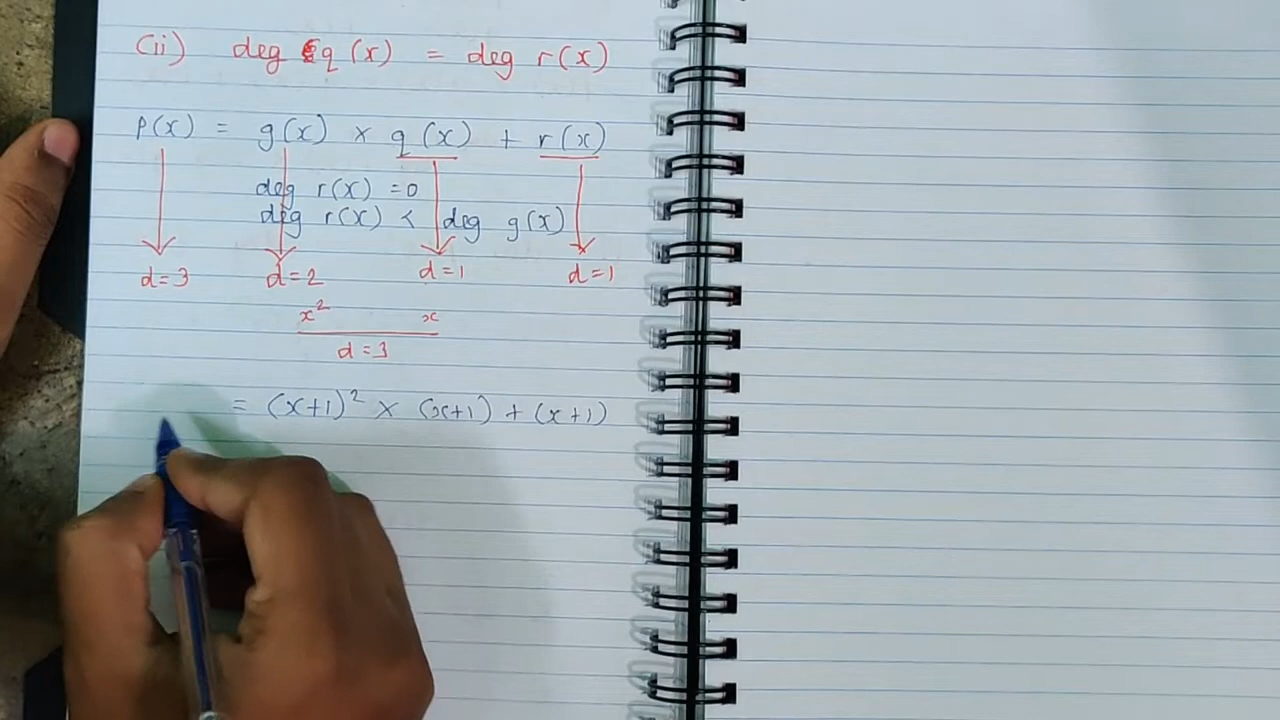 (ii) deg q(x) = deg r(x)
p(x) = g(x) × q(x) + r(x)
deg r(x) = 0
deg r(x) < deg g(x)
d=3 d=2 d=1 d=1
x² x
d=3
= (x+1)² × (x+1) + (x+1)